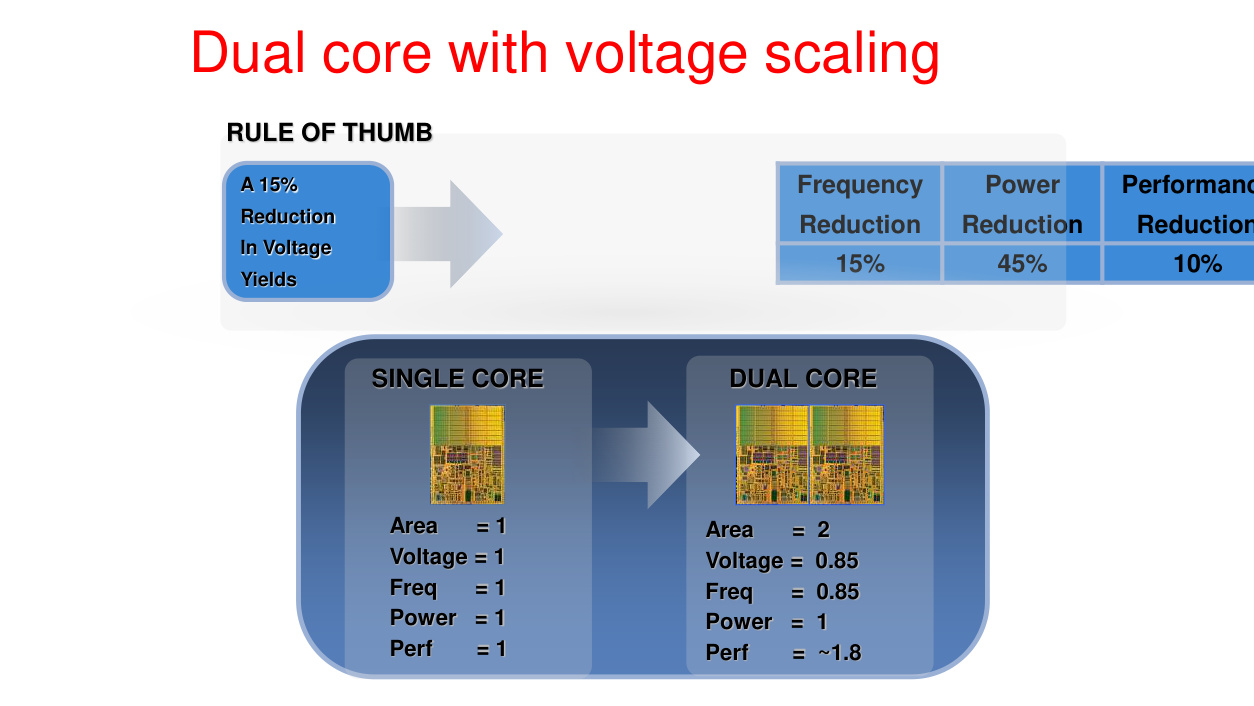 Dual core with voltage scaling
RULE OF THUMB
A 15%
Reduction
In Voltage
Yields
Frequency Reduction
Power Reduction
Performanc Reduction
15% 45% 10%
SINGLE CORE
Area = 1
Voltage = 1
Freq = 1
Power = 1
Perf = 1
DUAL CORE
Area = 2
Voltage = 0.85
Freq = 0.85
Power = 1
Perf = ~1.8